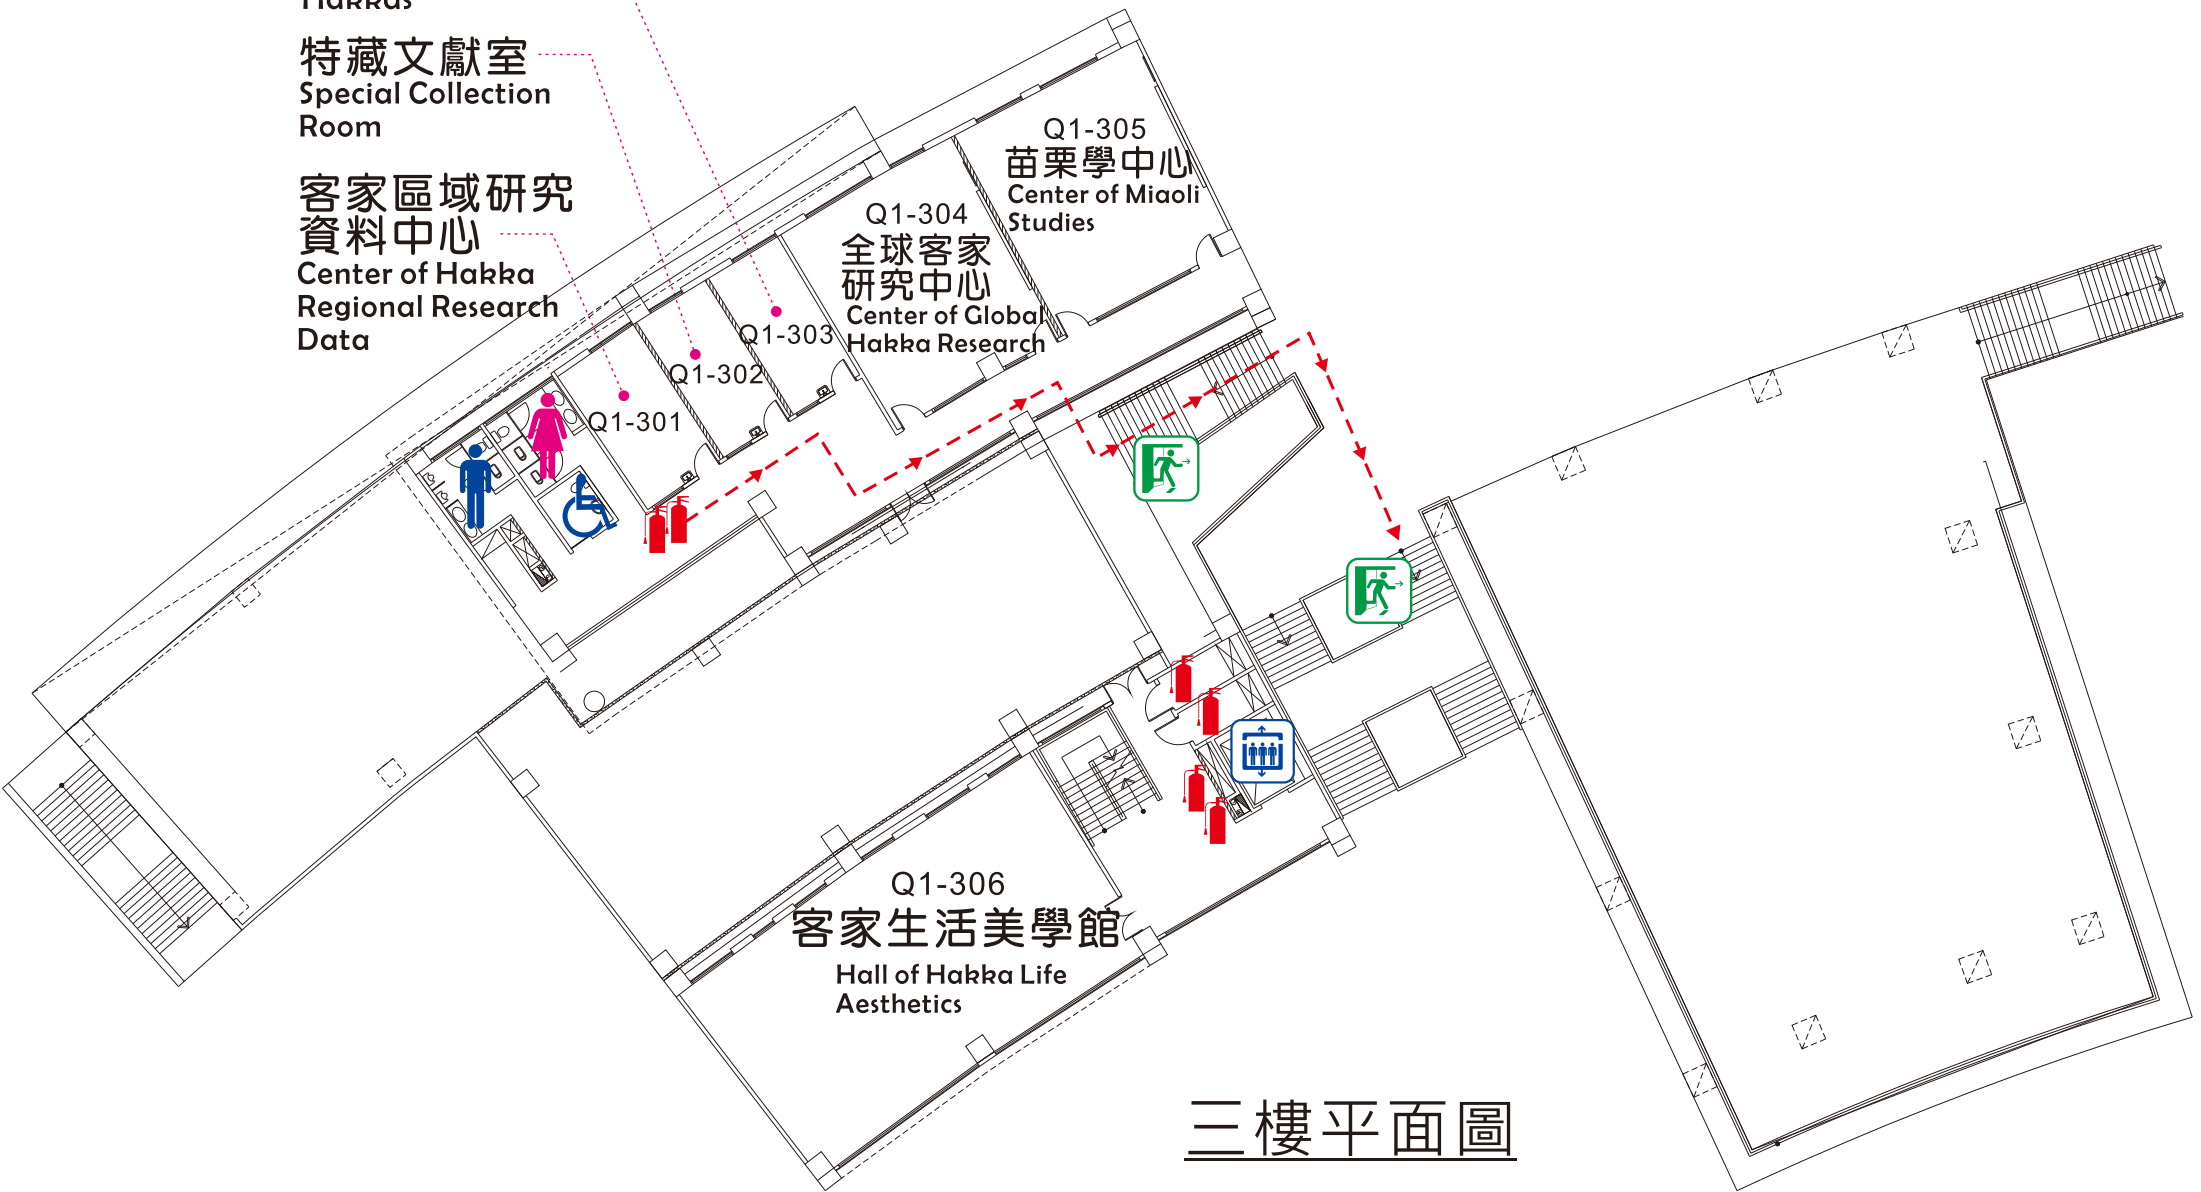 Hakkas
特藏文獻室
Special Collection
Room
客家區域研究
資料中心
Center of Hakka
Regional Research
Data
Q1-305
苗栗學中心
Center of Miaoli
Studies
Q1-304
全球客家
研究中心
Center of Global
Hakka Research
Q1-303
Q1-302
Q1-301
Q1-306
客家生活美學館
Hall of Hakka Life
Aesthetics
三樓平面圖